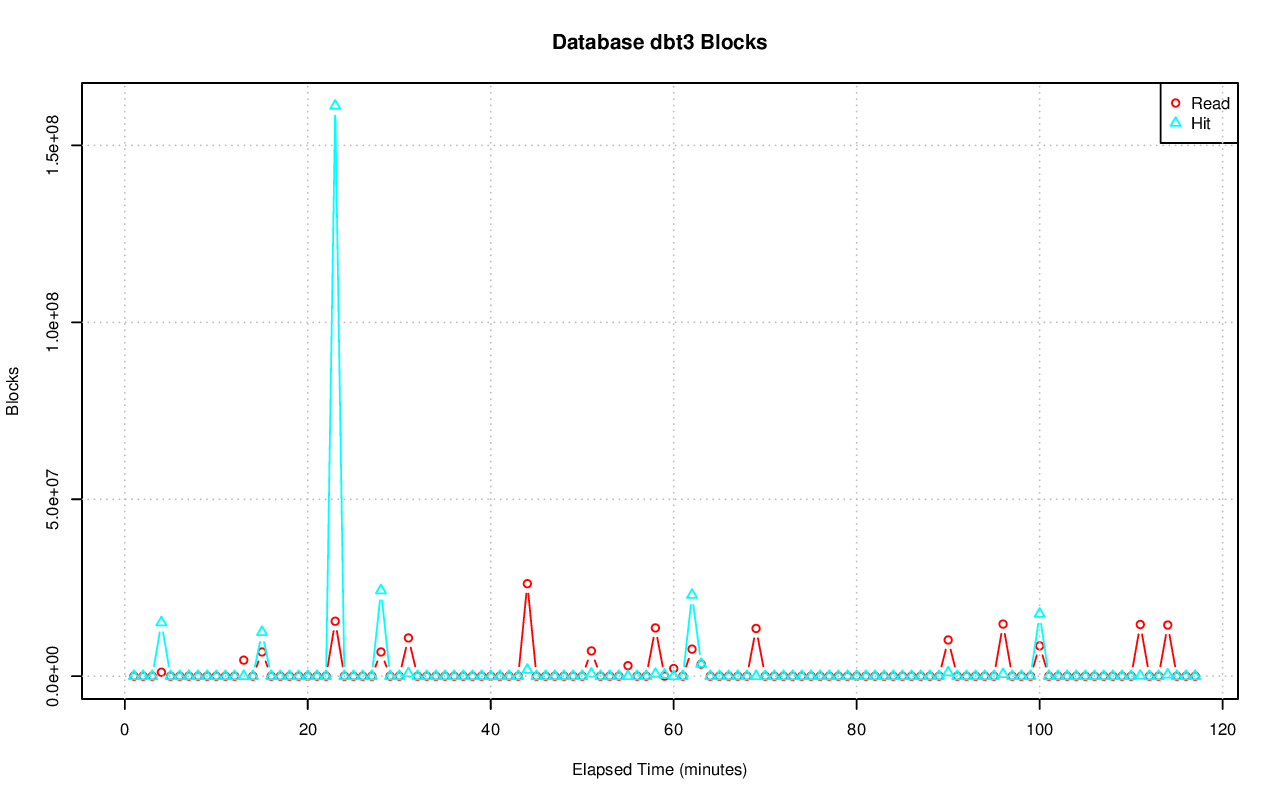 Database dbt3 Blocks
Read
Hit
1.5e+08
1.0e+08
5.0e+07
0.0e+00
Blocks
0 20 40 60 80 100 120
Elapsed Time (minutes)